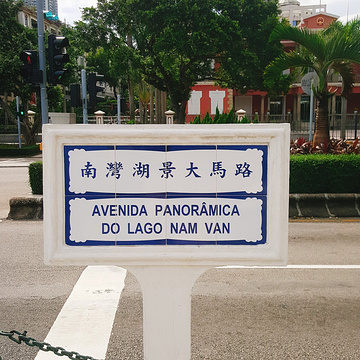 南灣湖景大馬路
AVENIDA PANORÂMICA
DO LAGO NAM VAN